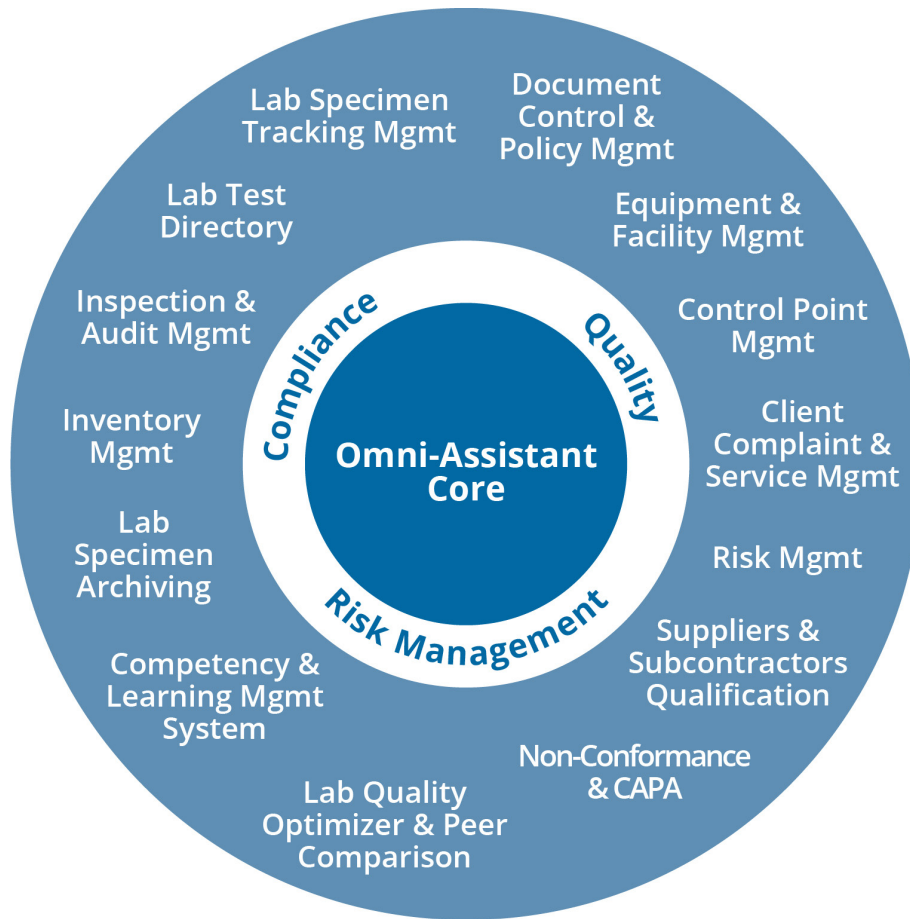 Lab Specimen
Tracking Mgmt
Document
Control &
Policy Mgmt
Lab Test
Directory
Equipment &
Facility Mgmt
Inspection &
Audit Mgmt
Control Point
Mgmt
Inventory
Mgmt
Client
Complaint &
Service Mgmt
Lab
Specimen
Archiving
Risk Mgmt
Competency &
Learning Mgmt
System
Suppliers &
Subcontractors
Qualification
Lab Quality
Optimizer & Peer
Comparison
Non-Conformance
& CAPA
Compliance
Quality
Risk Management
Omni-Assistant
Core